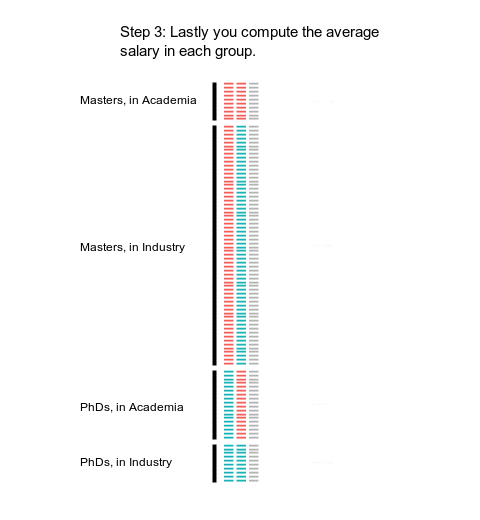 Step 3: Lastly you compute the average
salary in each group.
Masters, in Academia
Masters, in Industry
PhDs, in Academia
PhDs, in Industry